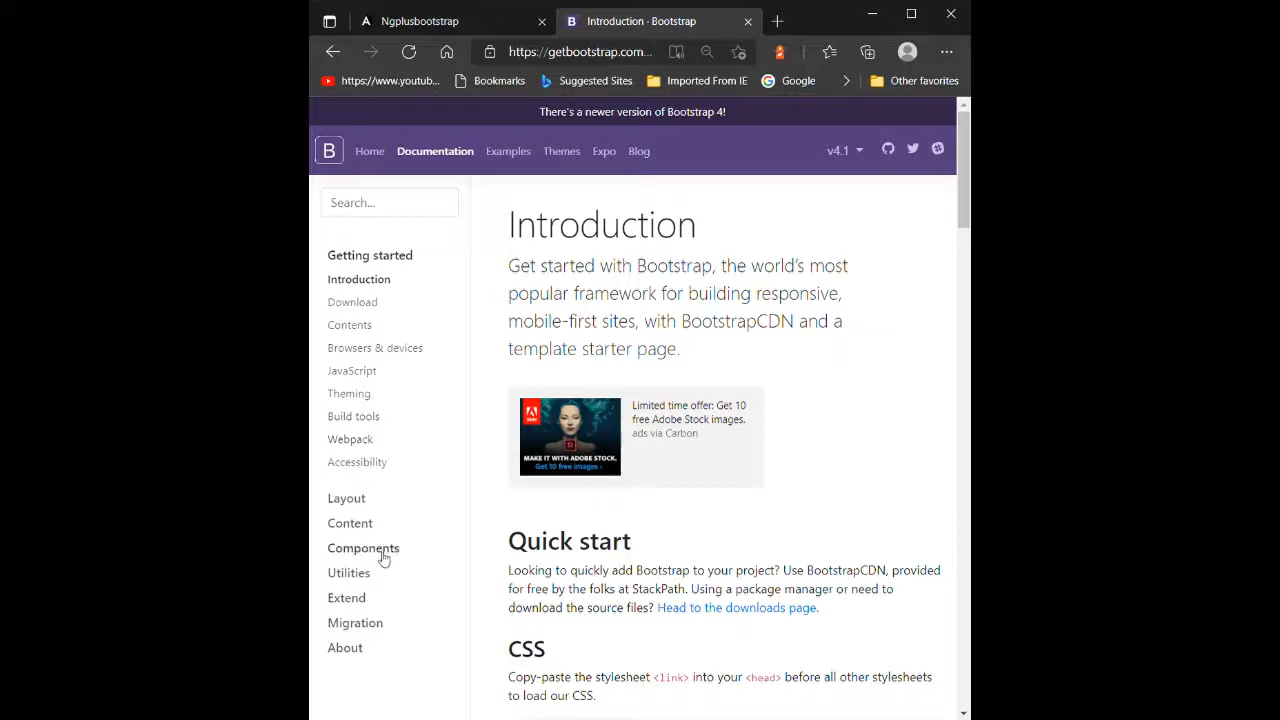 Ngplusbootstrap
Introduction · Bootstrap
https://getbootstrap.com...
https://www.youtub...
Bookmarks
Suggested Sites
Imported From IE
Google
Other favorites
There's a newer version of Bootstrap 4!
B
Home
Documentation
Examples
Themes
Expo
Blog
v4.1
Search...
Getting started
Introduction
Download
Contents
Browsers & devices
JavaScript
Theming
Build tools
Webpack
Accessibility
Layout
Content
Components
Utilities
Extend
Migration
About
Introduction
Get started with Bootstrap, the world's most
popular framework for building responsive,
mobile-first sites, with BootstrapCDN and a
template starter page.
St
MAKE IT WITH ADOBE STOCK.
Get 10 free images ›
Limited time offer: Get 10
free Adobe Stock images.
ads via Carbon
Quick start
Looking to quickly add Bootstrap to your project? Use BootstrapCDN, provided
for free by the folks at StackPath. Using a package manager or need to
download the source files? Head to the downloads page.
CSS
Copy-paste the stylesheet <link> into your <head> before all other stylesheets
to load our CSS.